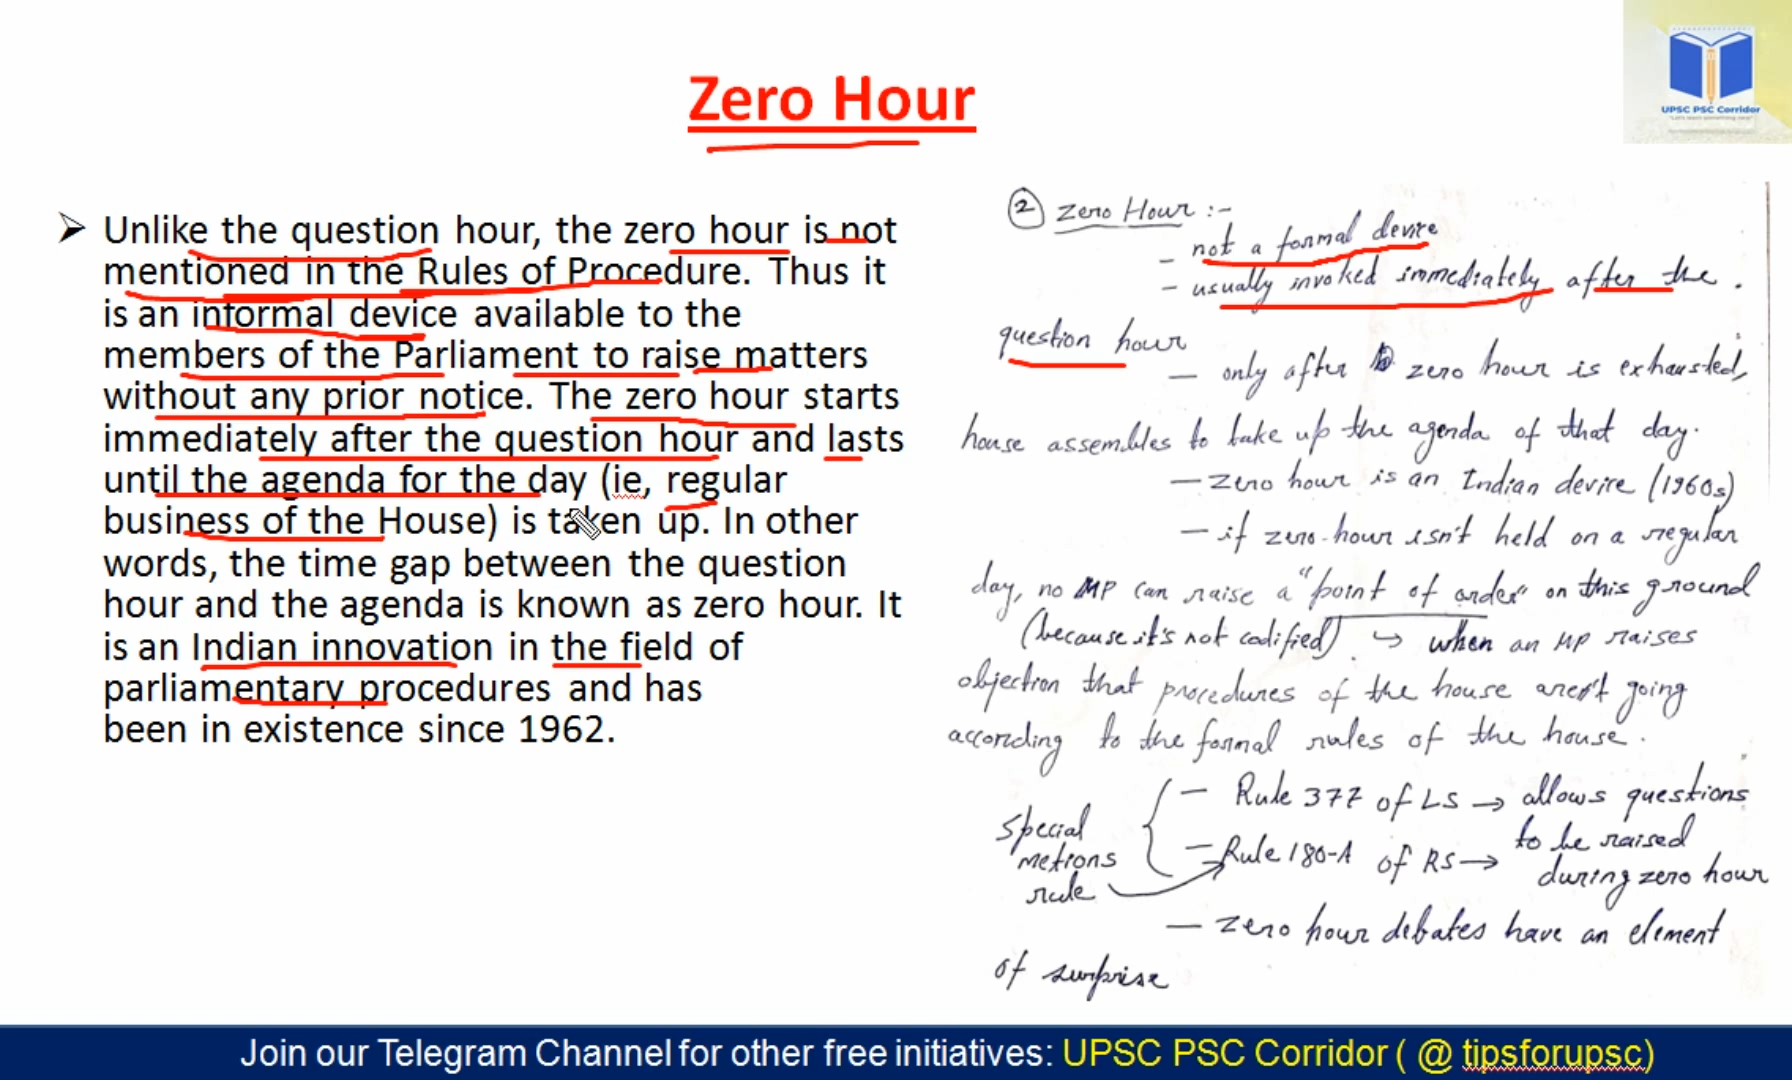 Zero Hour
UPSC PSC Corridor
➢ Unlike the question hour, the zero hour is not
mentioned in the Rules of Procedure. Thus it
is an informal device available to the
members of the Parliament to raise matters
without any prior notice. The zero hour starts
immediately after the question hour and lasts
until the agenda for the day (ie, regular
business of the House) is taken up. In other
words, the time gap between the question
hour and the agenda is known as zero hour. It
is an Indian innovation in the field of
parliamentary procedures and has
been in existence since 1962.
② Zero Hour :-
- not a formal device
- usually invoked immediately after the
question hour
- only after zero hour is exhausted,
house assembles to take up the agenda of that day.
- zero hour is an Indian device (1960s)
- if zero-hour isn't held on a regular
day, no MP can raise a "point of order" on this ground
(because it's not codified) ↪ when an MP raises
objection that procedures of the house aren't going
according to the formal rules of the house.
- Rule 377 of LS → allows questions
special
metions
rule
- Rule 180-A of RS → to be raised
during zero hour
- zero hour debates have an element
of surprise
Join our Telegram Channel for other free initiatives: UPSC PSC Corridor ( @ tipsforupsc)